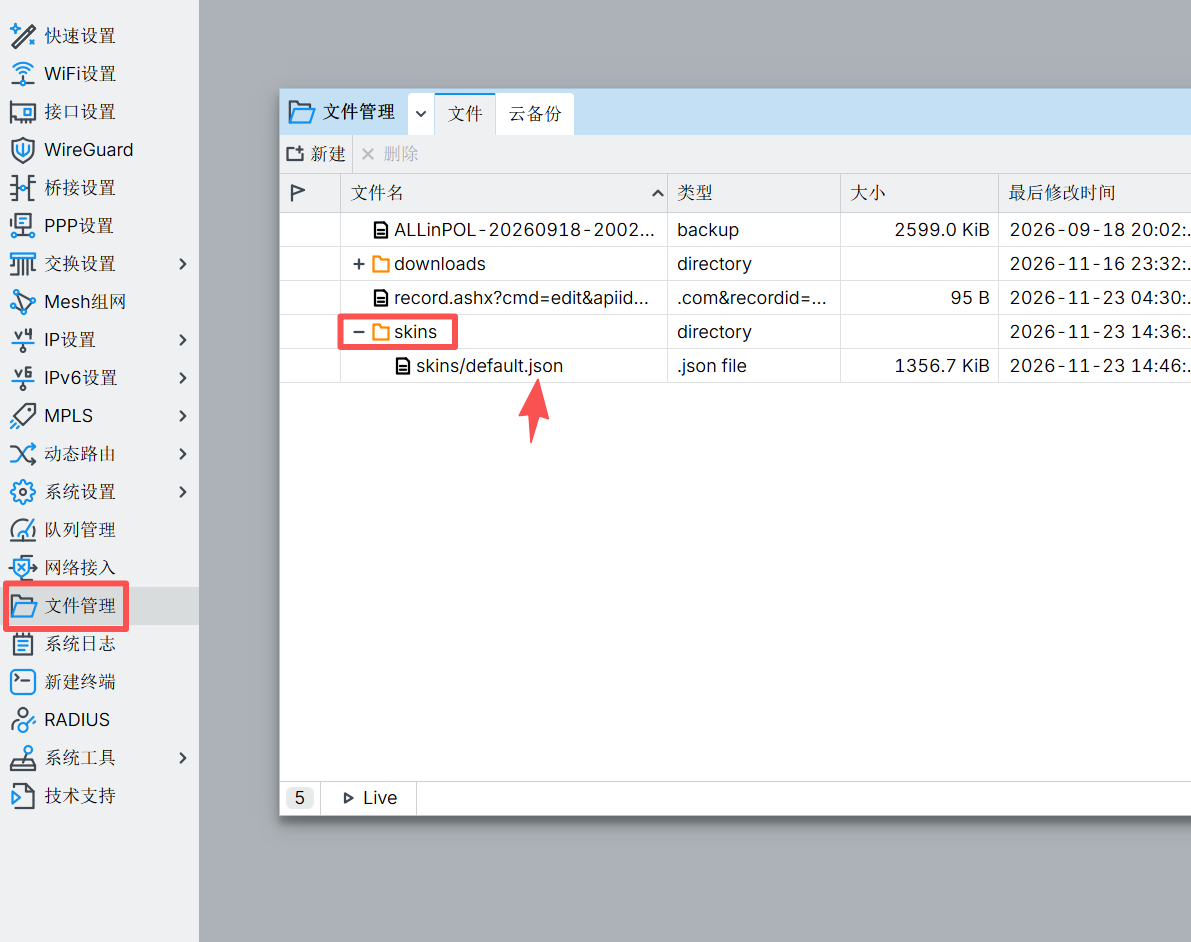 快速设置
WiFi设置
接口设置
WireGuard
桥接设置
PPP设置
交换设置
Mesh组网
IP设置
IPv6设置
MPLS
动态路由
系统设置
队列管理
网络接入
文件管理
系统日志
新建终端
RADIUS
系统工具
技术支持
文件管理 文件 云备份
新建 删除
文件名 类型 大小 最后修改时间
ALLinPOL-20260918-2002... backup 2599.0 KiB 2026-09-18 20:02:..
+ downloads directory 2026-11-16 23:32:..
record.ashx?cmd=edit&apiid... .com&recordid=... 95 B 2026-11-23 04:30:..
− skins directory 2026-11-23 14:36:..
skins/default.json .json file 1356.7 KiB 2026-11-23 14:46:..
5 Live